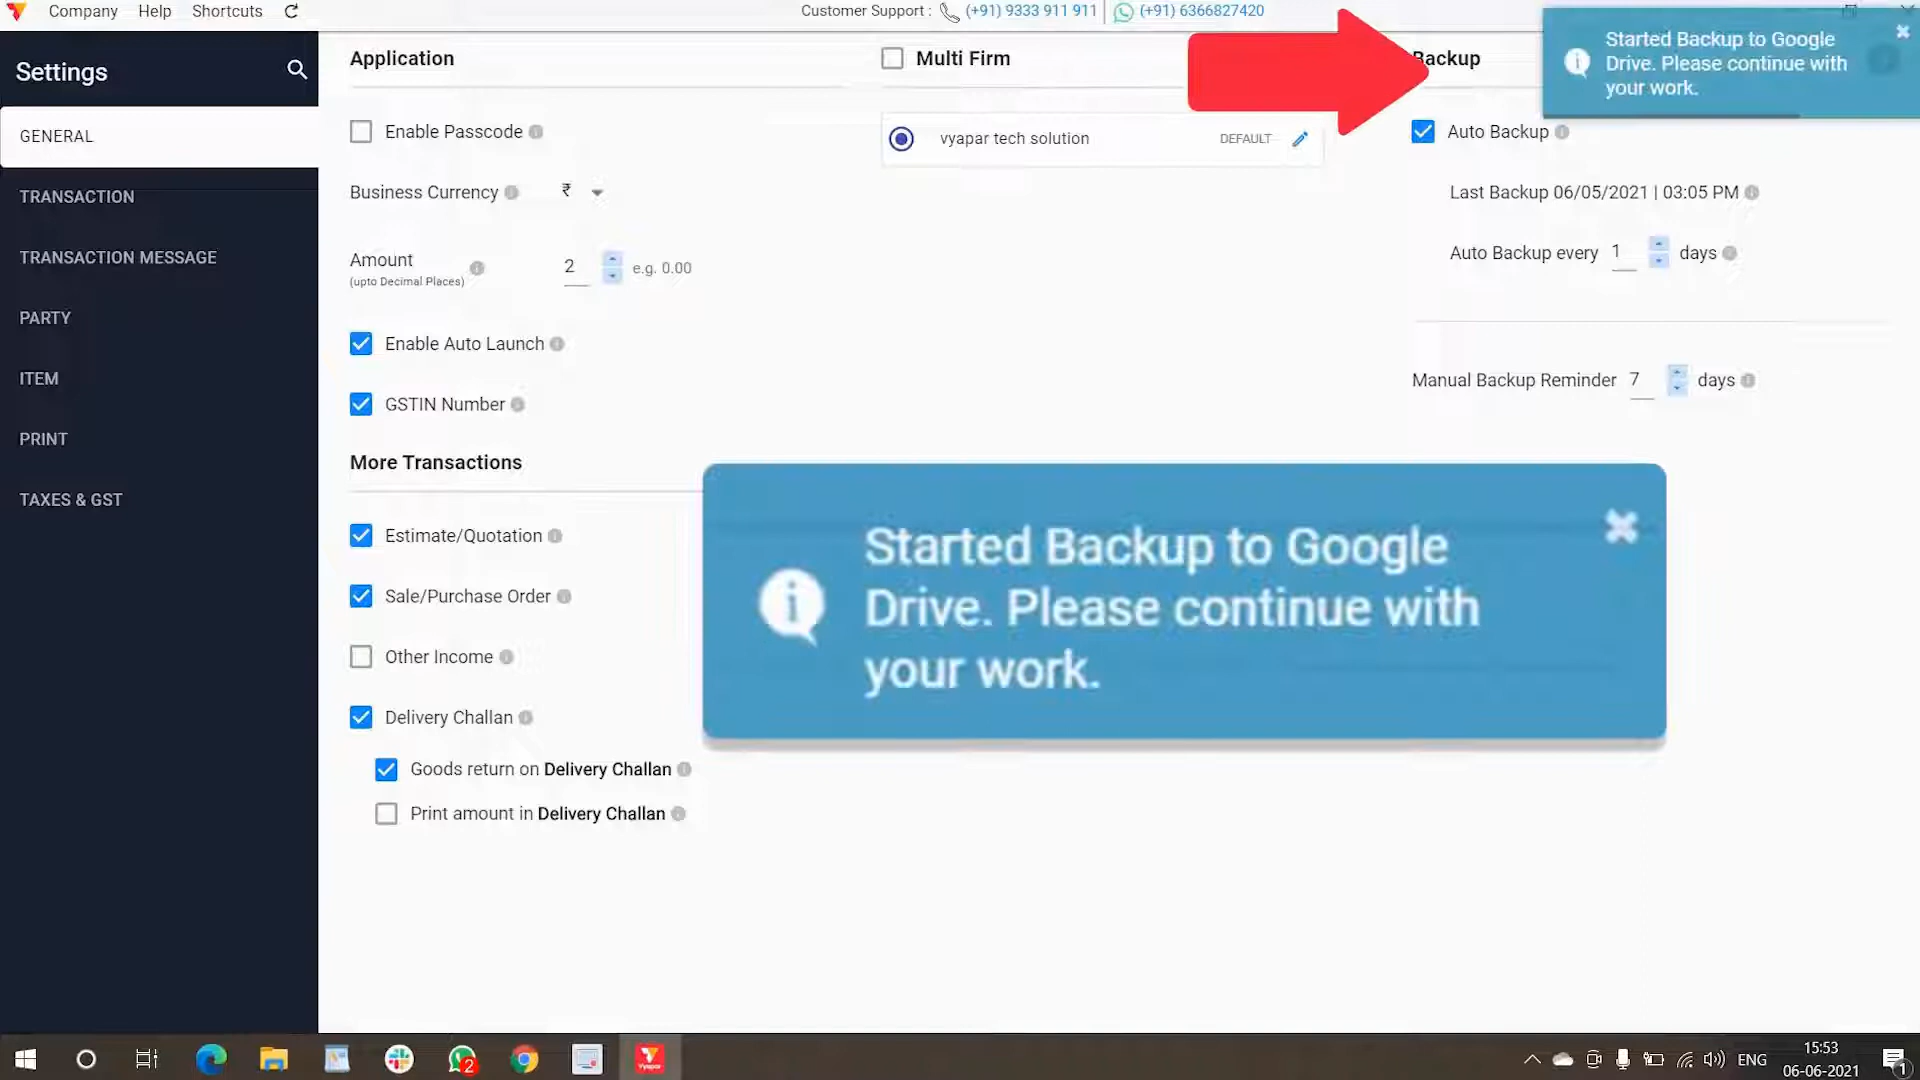 Company Help Shortcuts
Customer Support : (+91) 9333 911 911 (+91) 6366827420
Settings
GENERAL
TRANSACTION
TRANSACTION MESSAGE
PARTY
ITEM
PRINT
TAXES & GST
Application
Enable Passcode
Business Currency ₹
Amount
(upto Decimal Places)
2 e.g. 0.00
Enable Auto Launch
GSTIN Number
More Transactions
Estimate/Quotation
Sale/Purchase Order
Other Income
Delivery Challan
Goods return on Delivery Challan
Print amount in Delivery Challan
Multi Firm
vyapar tech solution DEFAULT
Backup
Auto Backup
Last Backup 06/05/2021 | 03:05 PM
Auto Backup every 1 days
Manual Backup Reminder 7 days
Started Backup to Google
Drive. Please continue with
your work.
Started Backup to Google
Drive. Please continue with
your work.
2
Vyapar
ENG
15:53
06-06-2021
1